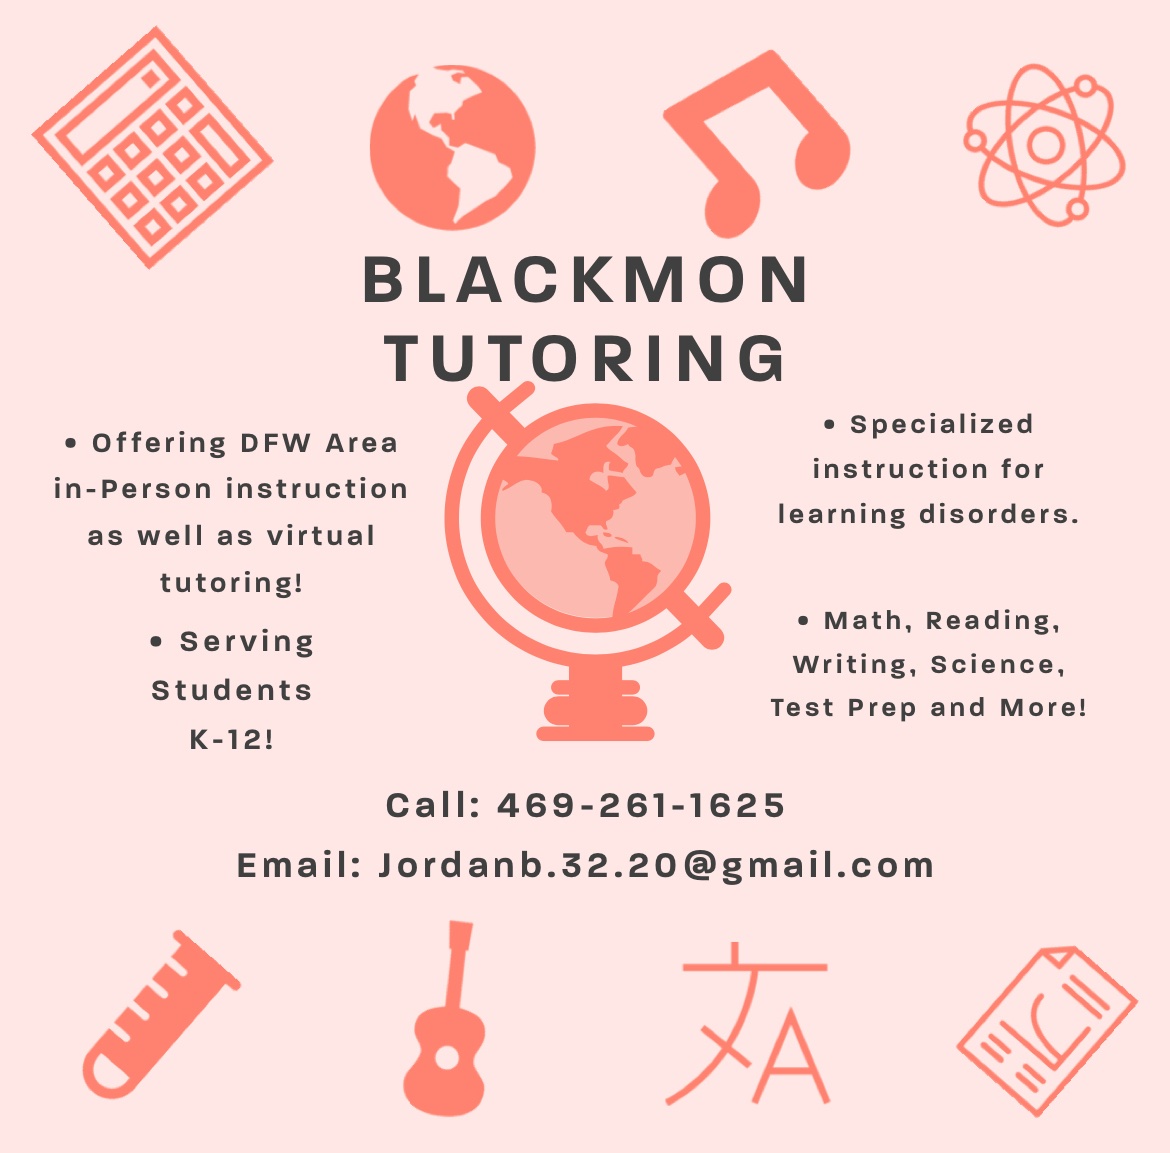 BLACKMON
TUTORING
• Offering DFW Area
in-Person instruction
as well as virtual
tutoring!
• Serving
Students
K-12!
• Specialized
instruction for
learning disorders.
• Math, Reading,
Writing, Science,
Test Prep and More!
Call: 469-261-1625
Email: Jordanb.32.20@gmail.com
文A